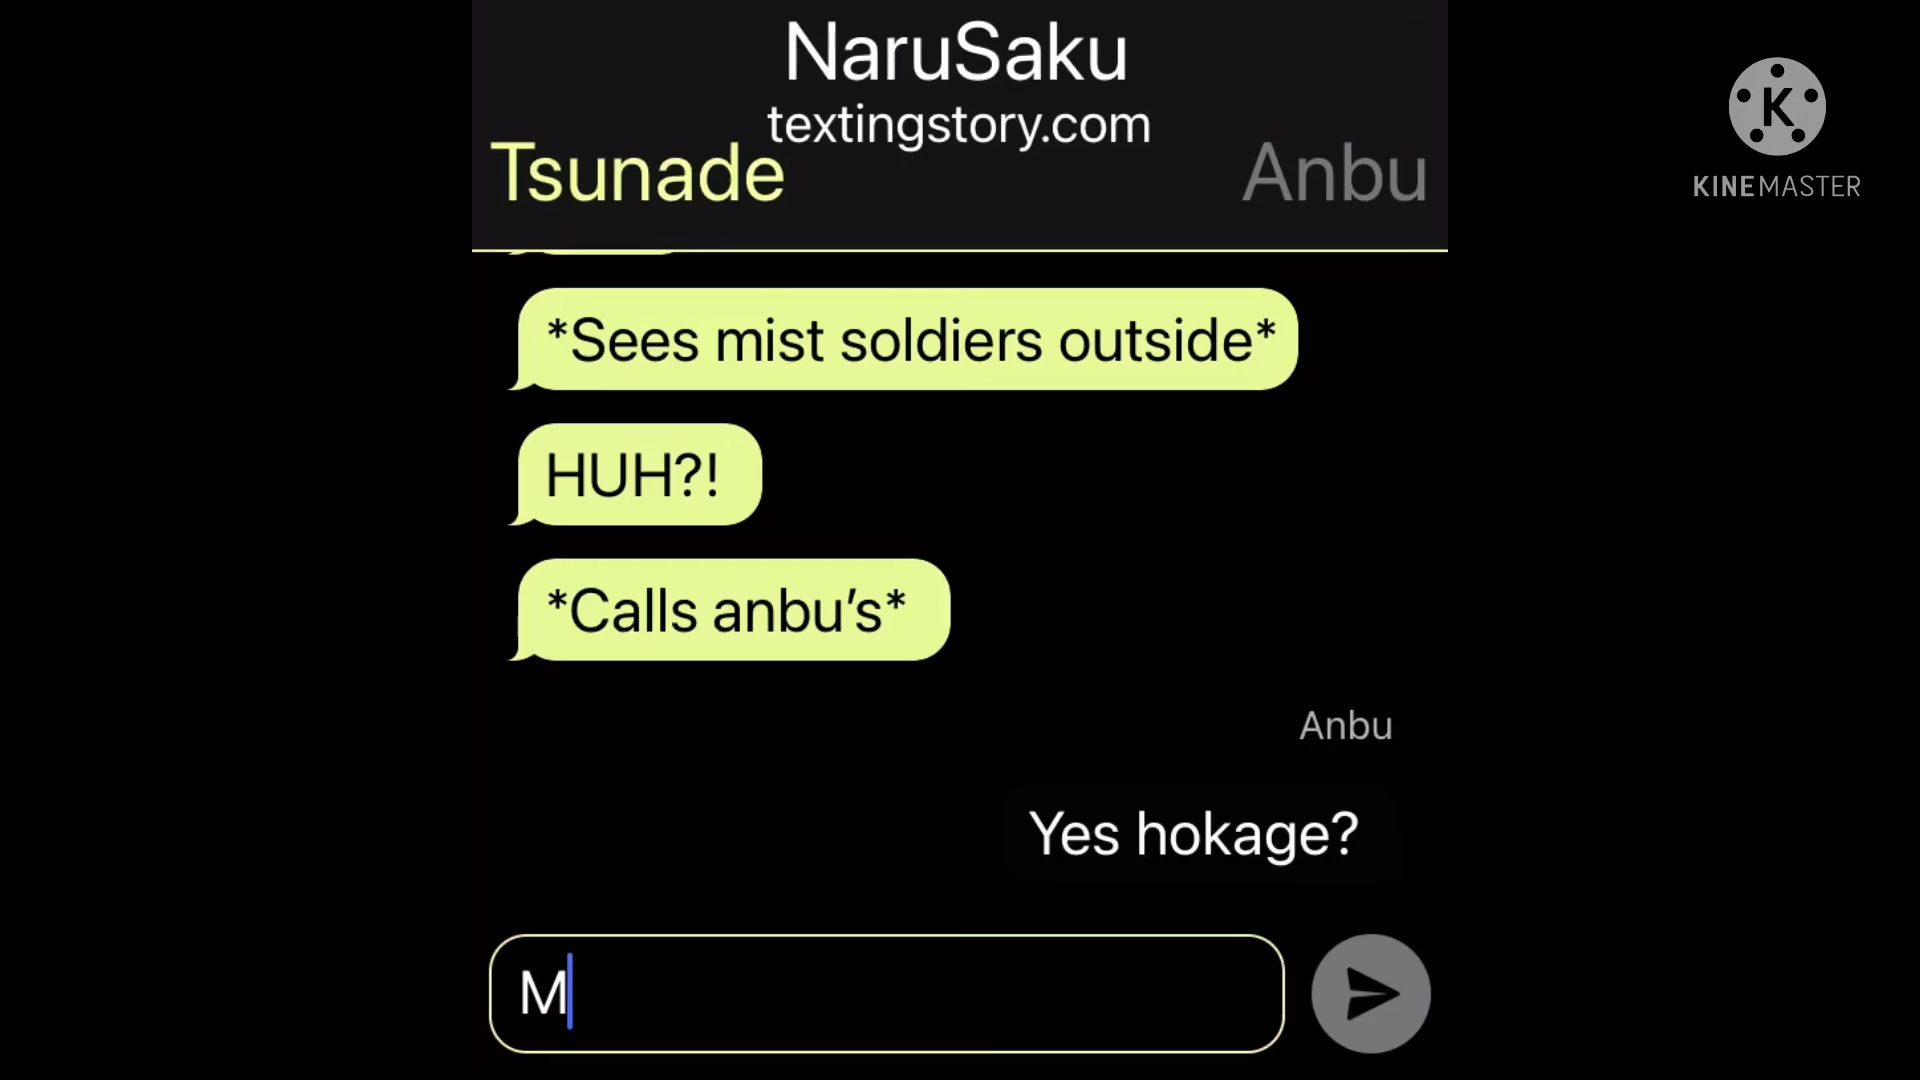 NaruSaku
textingstory.com
Tsunade
Anbu
K
KINEMASTER
*Sees mist soldiers outside*
HUH?!
*Calls anbu’s*
Anbu
Yes hokage?
M